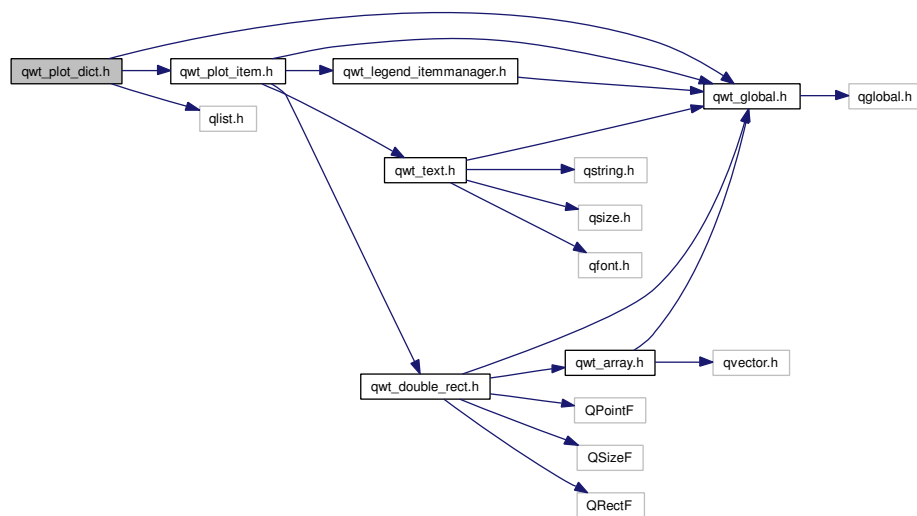 qwt_plot_dict.h
qwt_plot_item.h
qwt_legend_itemmanager.h
qwt_global.h
qglobal.h
qlist.h
qwt_text.h
qstring.h
qsize.h
qfont.h
qwt_double_rect.h
qwt_array.h
qvector.h
QPointF
QSizeF
QRectF